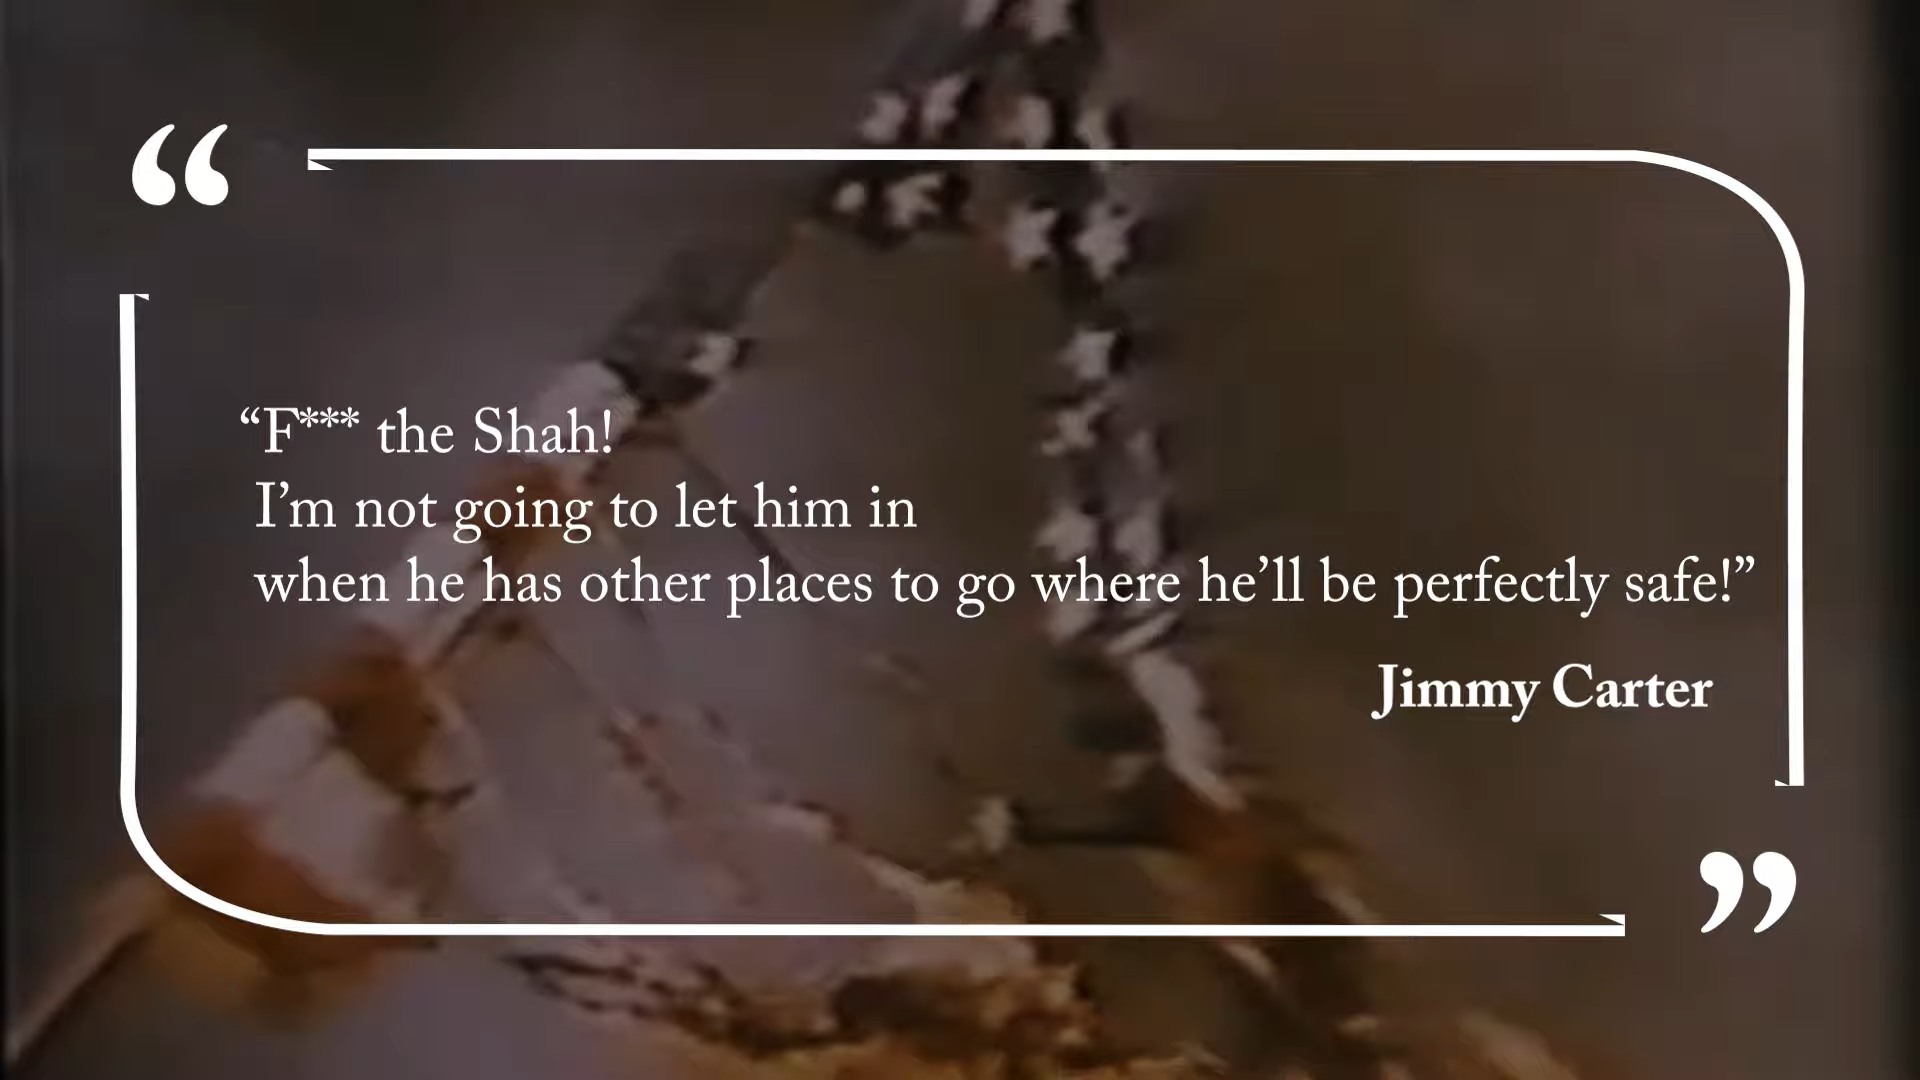 “F*** the Shah!
I’m not going to let him in
when he has other places to go where he’ll be perfectly safe!”
Jimmy Carter